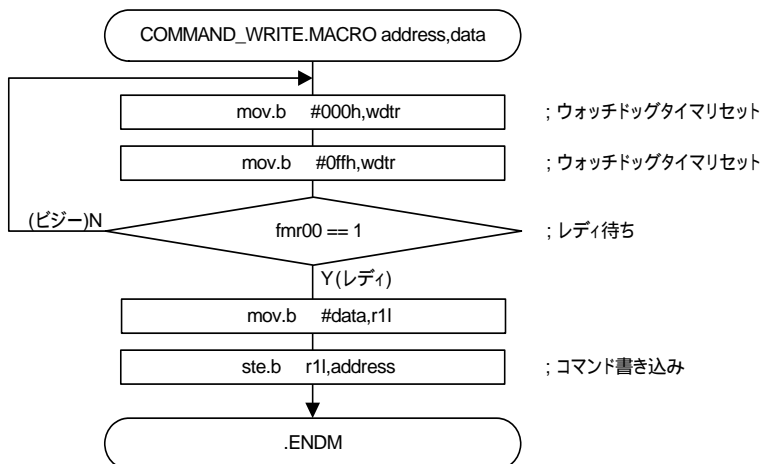 COMMAND_WRITE.MACRO address,data
mov.b #000h,wdtr ; ウォッチドッグタイマリセット
mov.b #0ffh,wdtr ; ウォッチドッグタイマリセット
(ビジー)N
fmr00 == 1 ; レディ待ち
Y(レディ)
mov.b #data,r1l
ste.b r1l,address ; コマンド書き込み
.ENDM